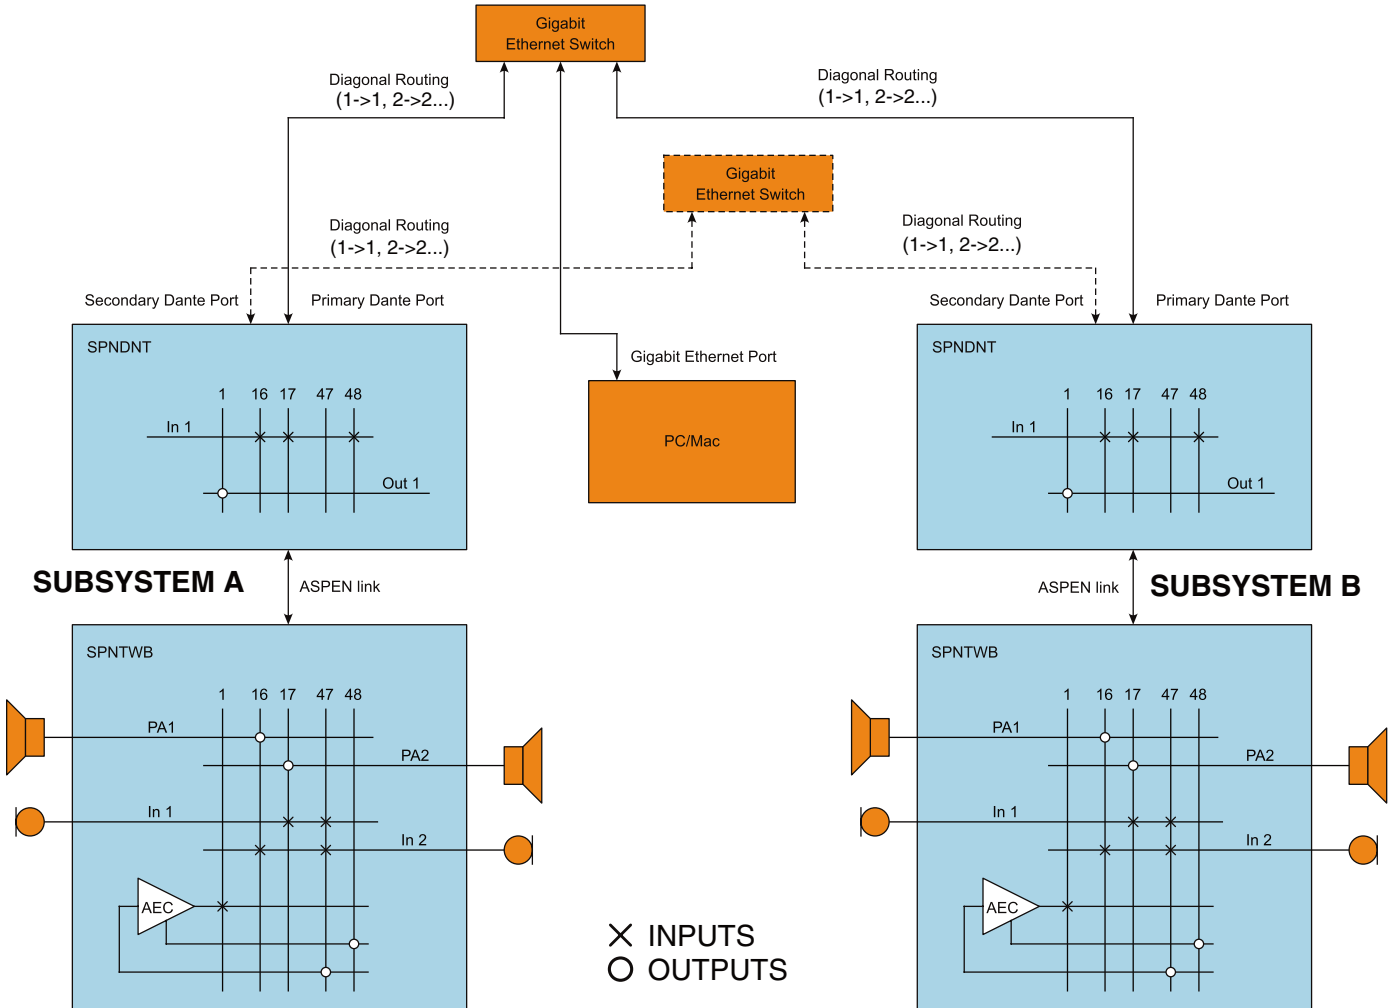 Gigabit
Ethernet Switch
Diagonal Routing
(1->1, 2->2...)
Diagonal Routing
(1->1, 2->2...)
Gigabit
Ethernet Switch
Diagonal Routing
(1->1, 2->2...)
Diagonal Routing
(1->1, 2->2...)
Secondary Dante Port
Primary Dante Port
Secondary Dante Port
Primary Dante Port
SPNDNT
1 16 17 47 48
In 1
Out 1
Gigabit Ethernet Port
PC/Mac
SPNDNT
1 16 17 47 48
In 1
Out 1
SUBSYSTEM A
ASPEN link
ASPEN link
SUBSYSTEM B
SPNTWB
1 16 17 47 48
PA1
PA2
In 1
In 2
AEC
SPNTWB
1 16 17 47 48
PA1
PA2
In 1
In 2
AEC
INPUTS
OUTPUTS